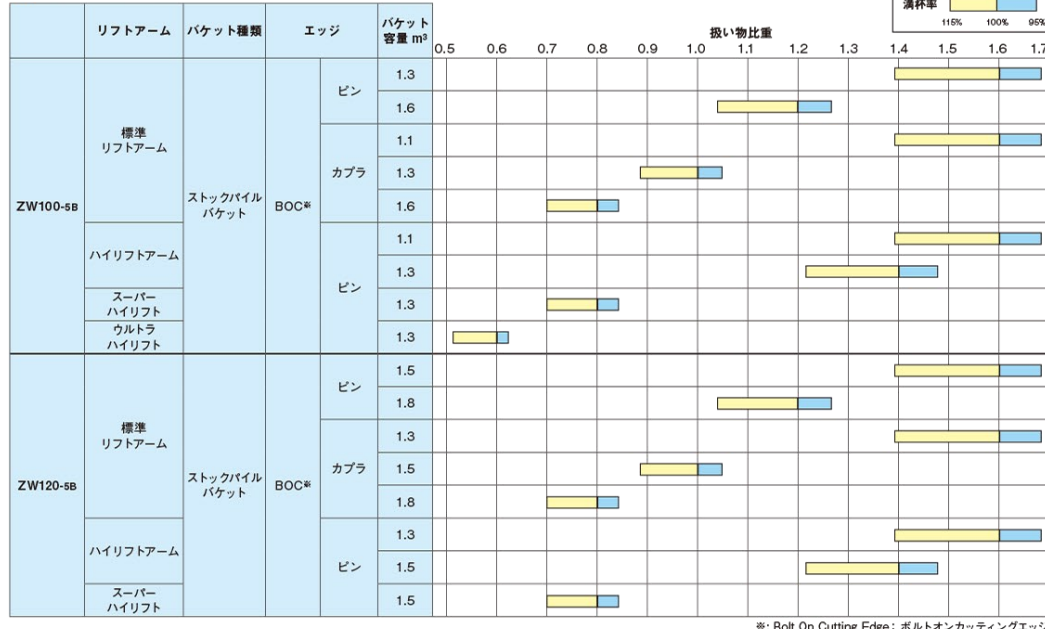 満杯率
115% 100% 95%
リフトアーム バケット種類 エッジ バケット
容量 m³
扱い物比重
0.5 0.6 0.7 0.8 0.9 1.0 1.1 1.2 1.3 1.4 1.5 1.6 1.7
ZW100-5B
標準
リフトアーム
ストックパイル
バケット
BOC※
ピン
1.3
1.6
カプラ
1.1
1.3
1.6
ハイリフトアーム
ピン
1.1
1.3
スーパー
ハイリフト
1.3
ウルトラ
ハイリフト
1.3
ZW120-5B
標準
リフトアーム
ストックパイル
バケット
BOC※
ピン
1.5
1.8
カプラ
1.3
1.5
1.8
ハイリフトアーム
ピン
1.3
1.5
スーパー
ハイリフト
1.5
※: Bolt On Cutting Edge: ボルトオンカッティングエッジ